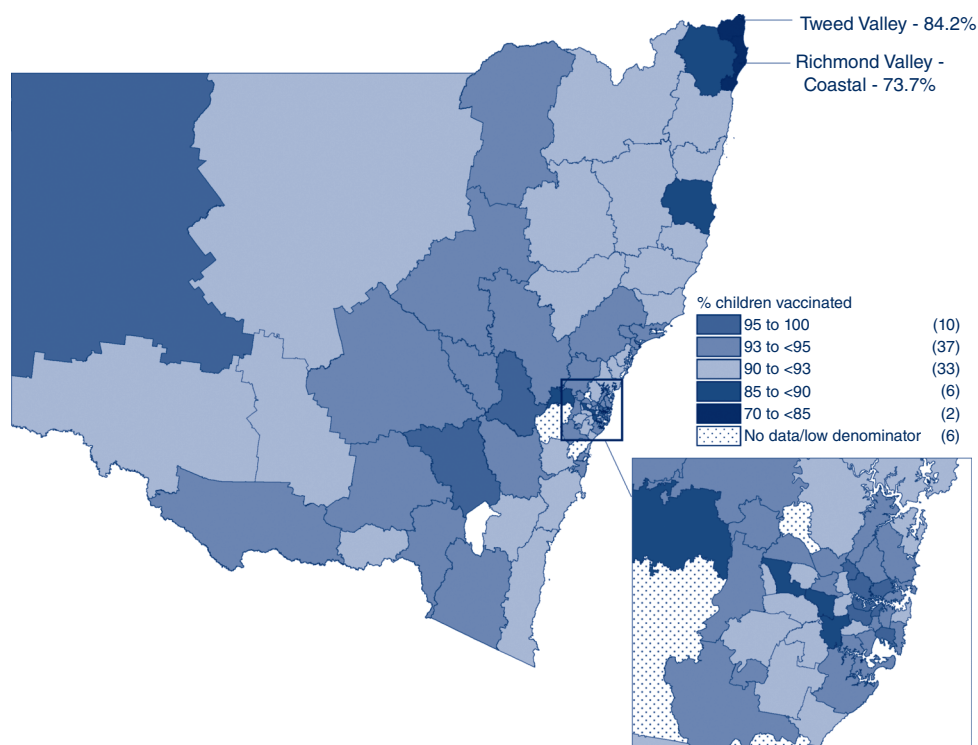 Tweed Valley - 84.2%
Richmond Valley -
Coastal - 73.7%
% children vaccinated
95 to 100 (10)
93 to <95 (37)
90 to <93 (33)
85 to <90 (6)
70 to <85 (2)
No data/low denominator (6)